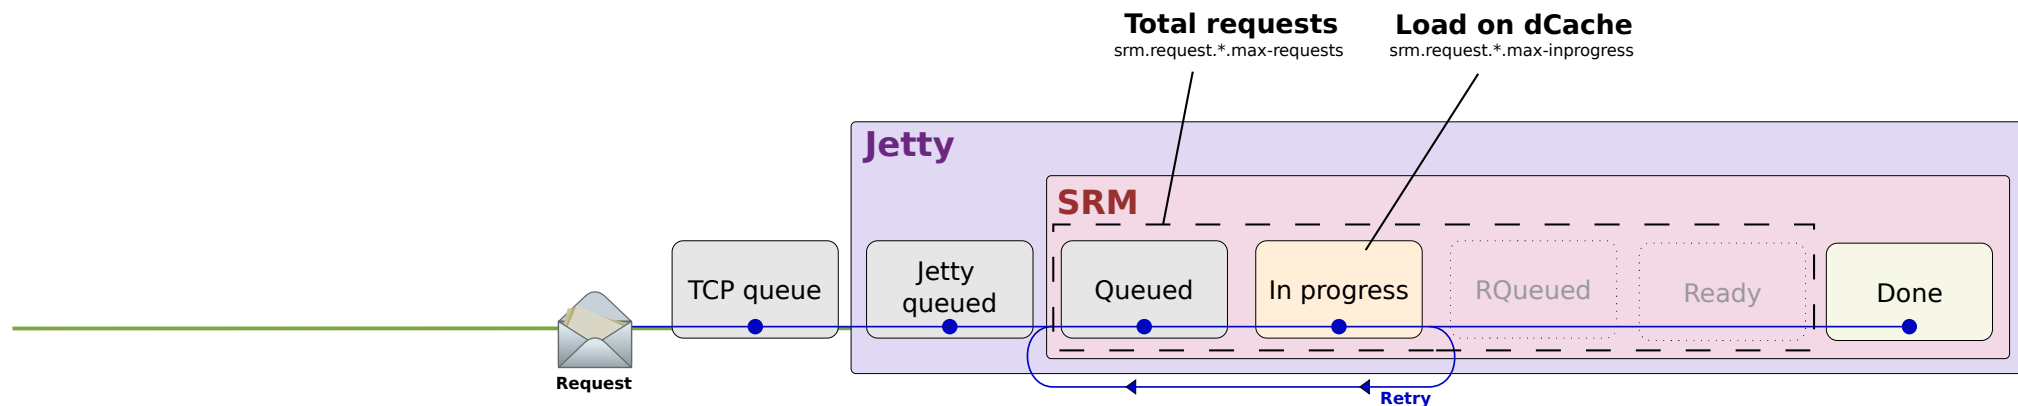 Total requests
srm.request.*.max-requests
Load on dCache
srm.request.*.max-inprogress
Jetty
SRM
TCP queue
Jetty
queued
Queued
In progress
RQueued
Ready
Done
Request
Retry